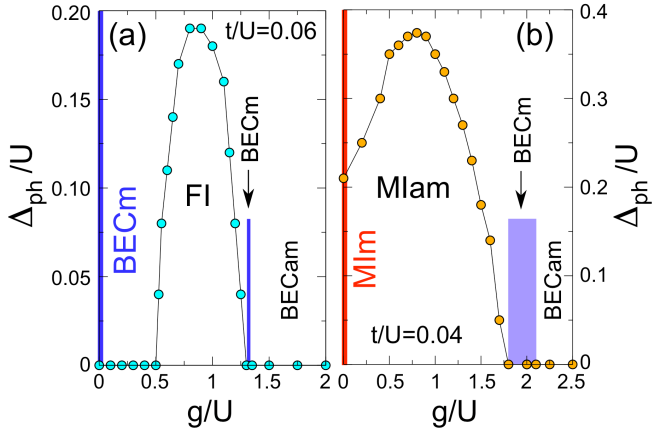 (a)
t/U=0.06
Δph/U
0.20
0.15
0.10
0.05
0
BECm
FI
BECm
BECam
0 0.5 1 1.5 2
g/U
(b)
MIm
MIam
t/U=0.04
BECm
BECam
0.4
0.3
0.2
0.1
0
Δph/U
0 0.5 1 1.5 2 2.5
g/U